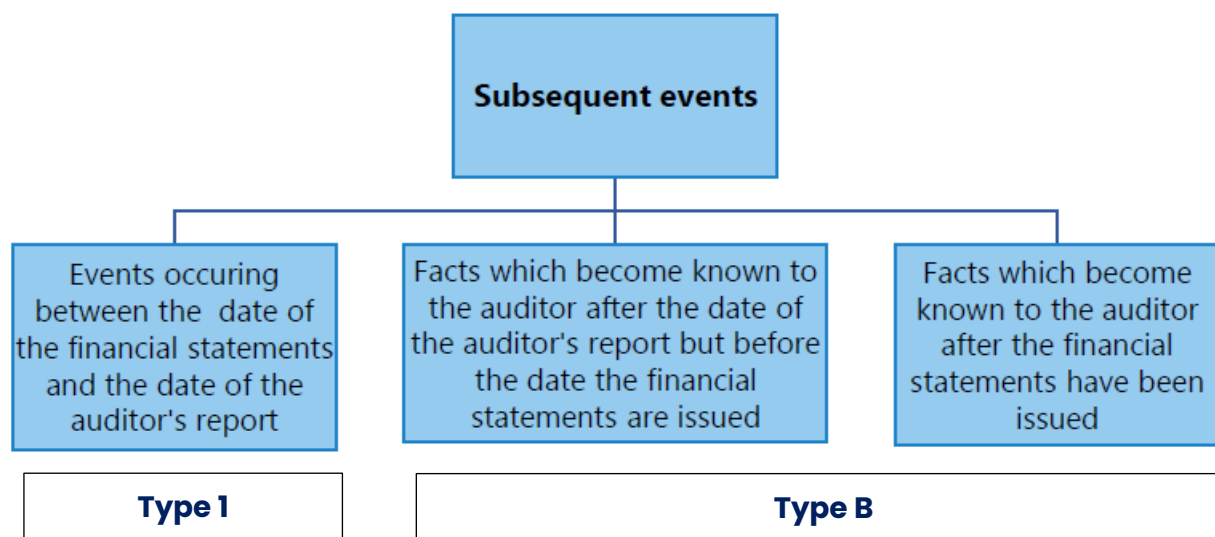 Subsequent events
Events occuring
between the date of
the financial statements
and the date of the
auditor's report
Facts which become known to
the auditor after the date of
the auditor's report but before
the date the financial
statements are issued
Facts which become
known to the auditor
after the financial
statements have been
issued
Type 1
Type B